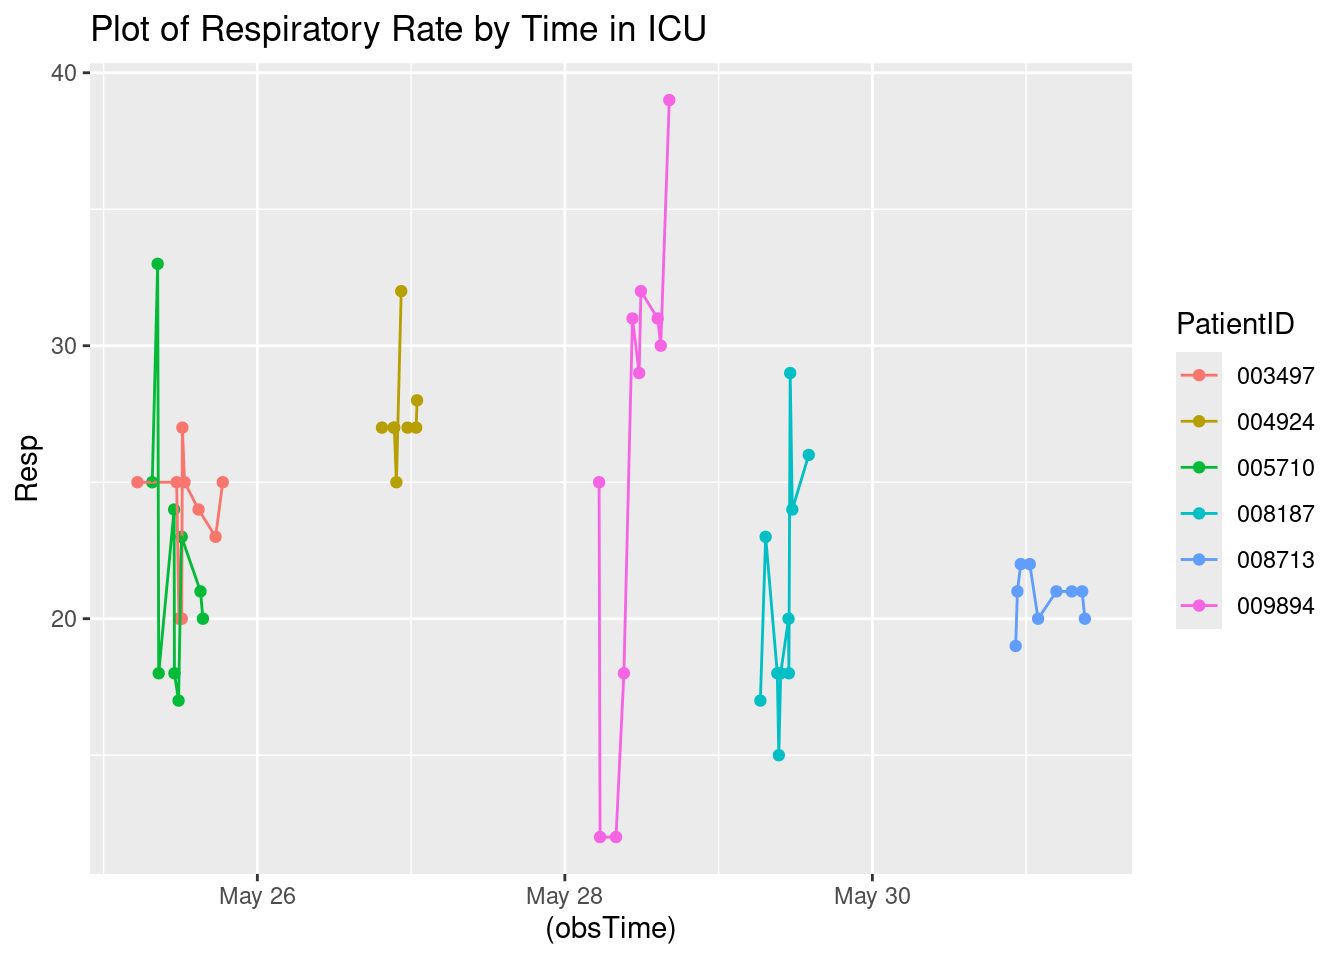 Plot of Respiratory Rate by Time in ICU
40
30
20
Resp
May 26
May 28
May 30
(obsTime)
PatientID
003497
004924
005710
008187
008713
009894